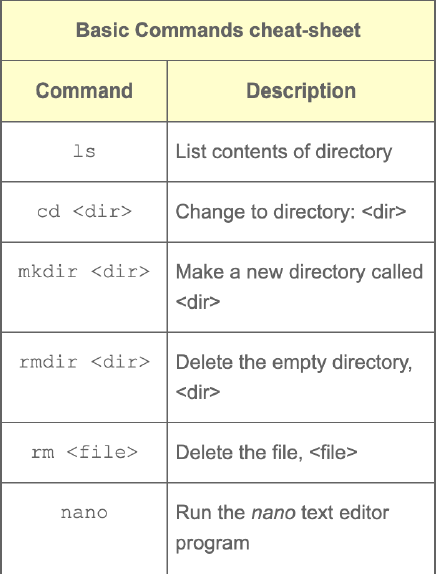 Basic Commands cheat-sheet
Command Description
ls List contents of directory
cd <dir> Change to directory: <dir>
mkdir <dir> Make a new directory called
<dir>
rmdir <dir> Delete the empty directory,
<dir>
rm <file> Delete the file, <file>
nano Run the nano text editor
program